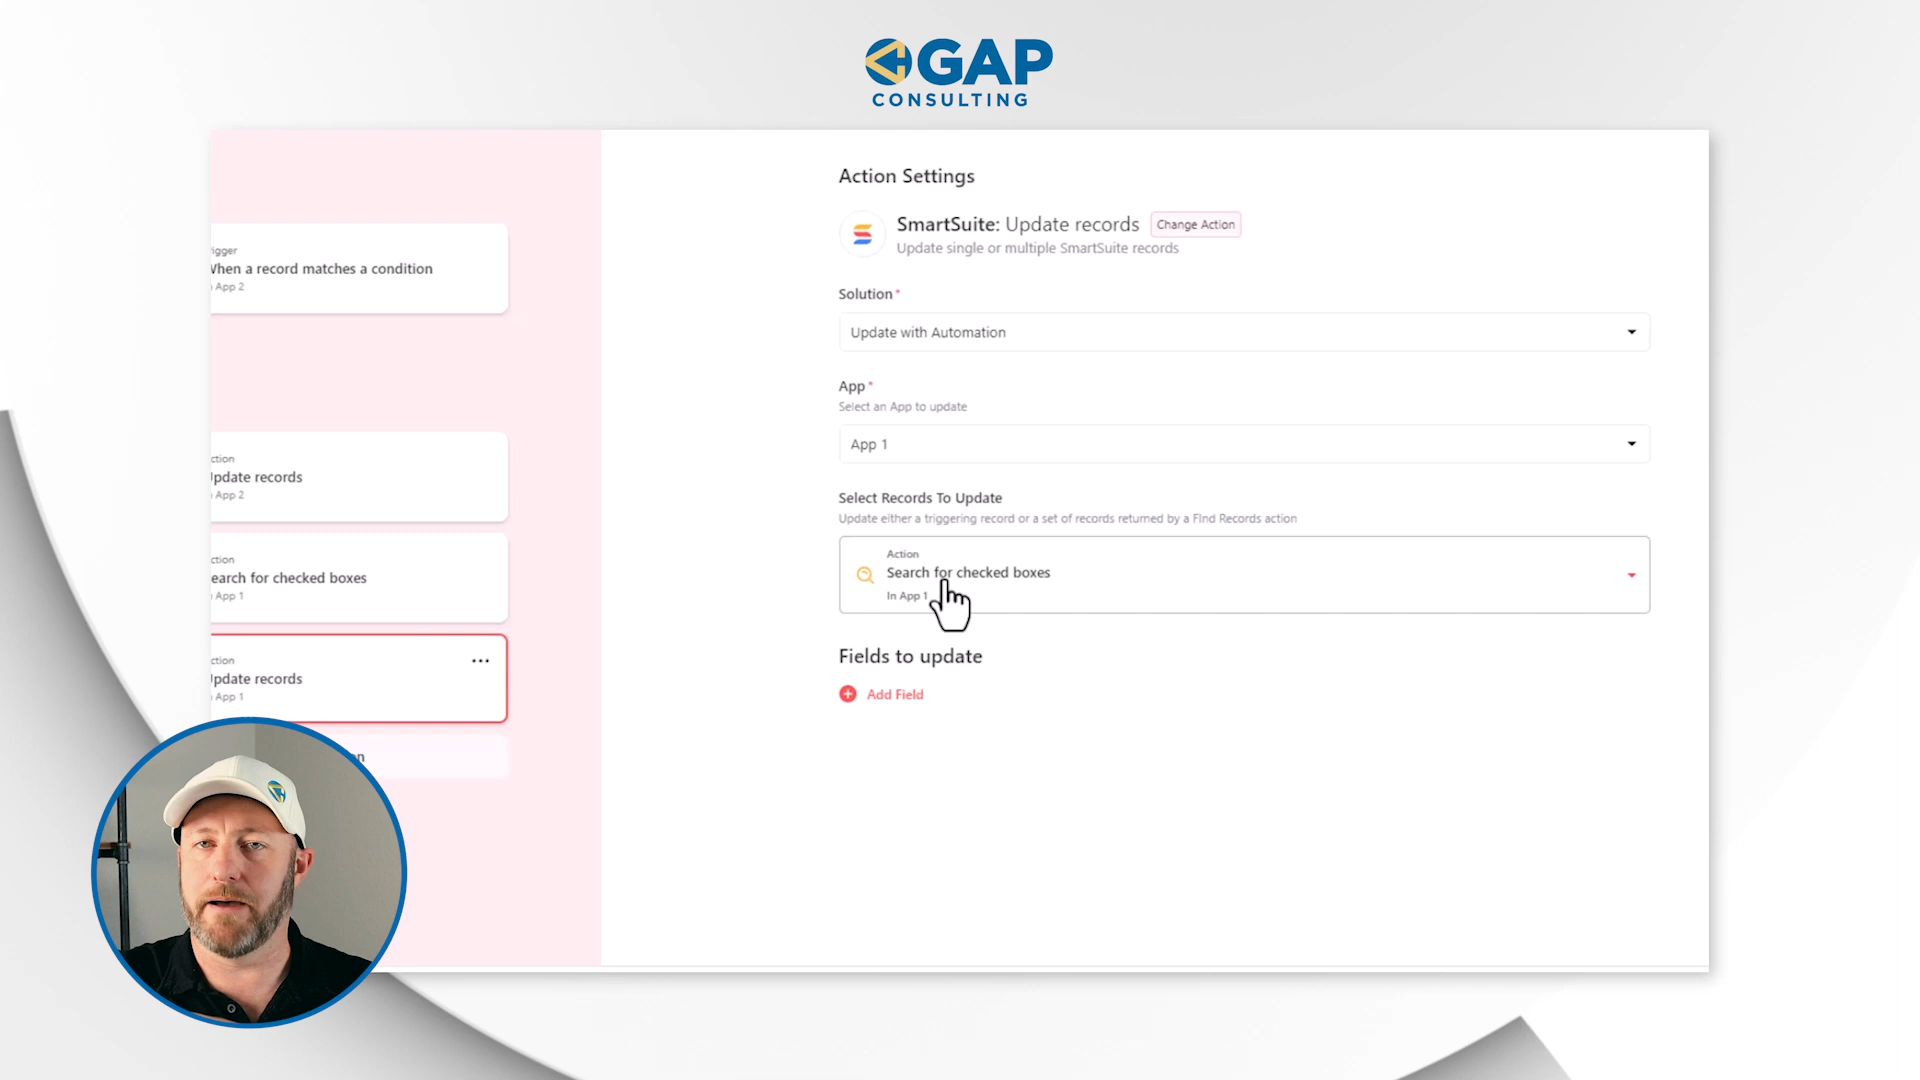 GAP
CONSULTING
igger
When a record matches a condition
App 2
ction
Update records
App 2
ction
earch for checked boxes
App 1
ction
Update records
App 1
n
Action Settings
SmartSuite: Update records
Change Action
Update single or multiple SmartSuite records
Solution*
Update with Automation
App*
Select an App to update
App 1
Select Records To Update
Update either a triggering record or a set of records returned by a FInd Records action
Action
Search for checked boxes
In App 1
Fields to update
Add Field